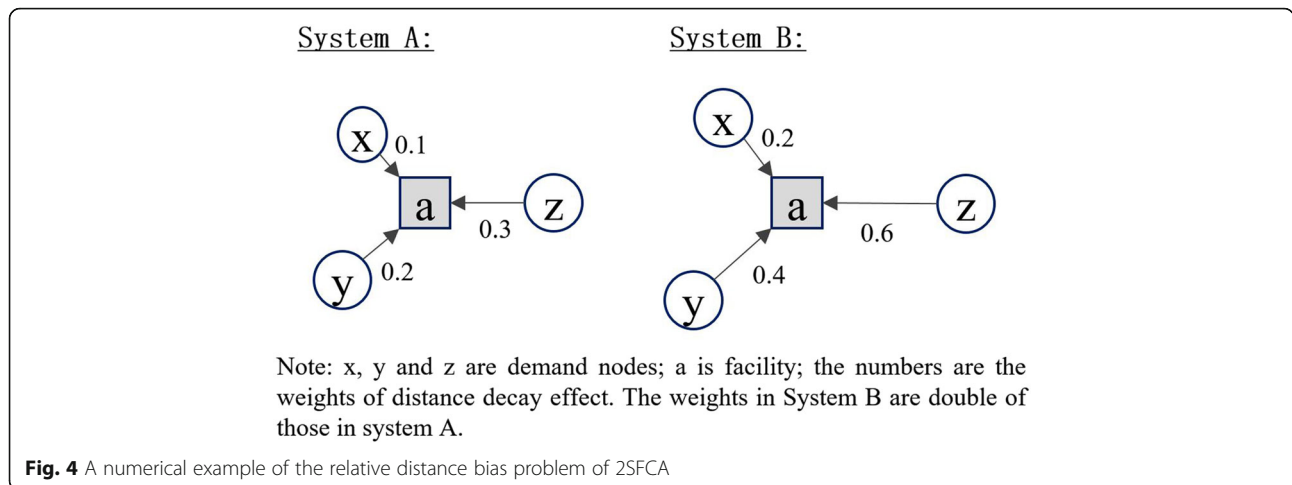 System A:
System B:
x
0.1
a
z
0.3
y
0.2
x
0.2
a
z
0.6
y
0.4
Note: x, y and z are demand nodes; a is facility; the numbers are the
weights of distance decay effect. The weights in System B are double of
those in system A.
Fig. 4 A numerical example of the relative distance bias problem of 2SFCA